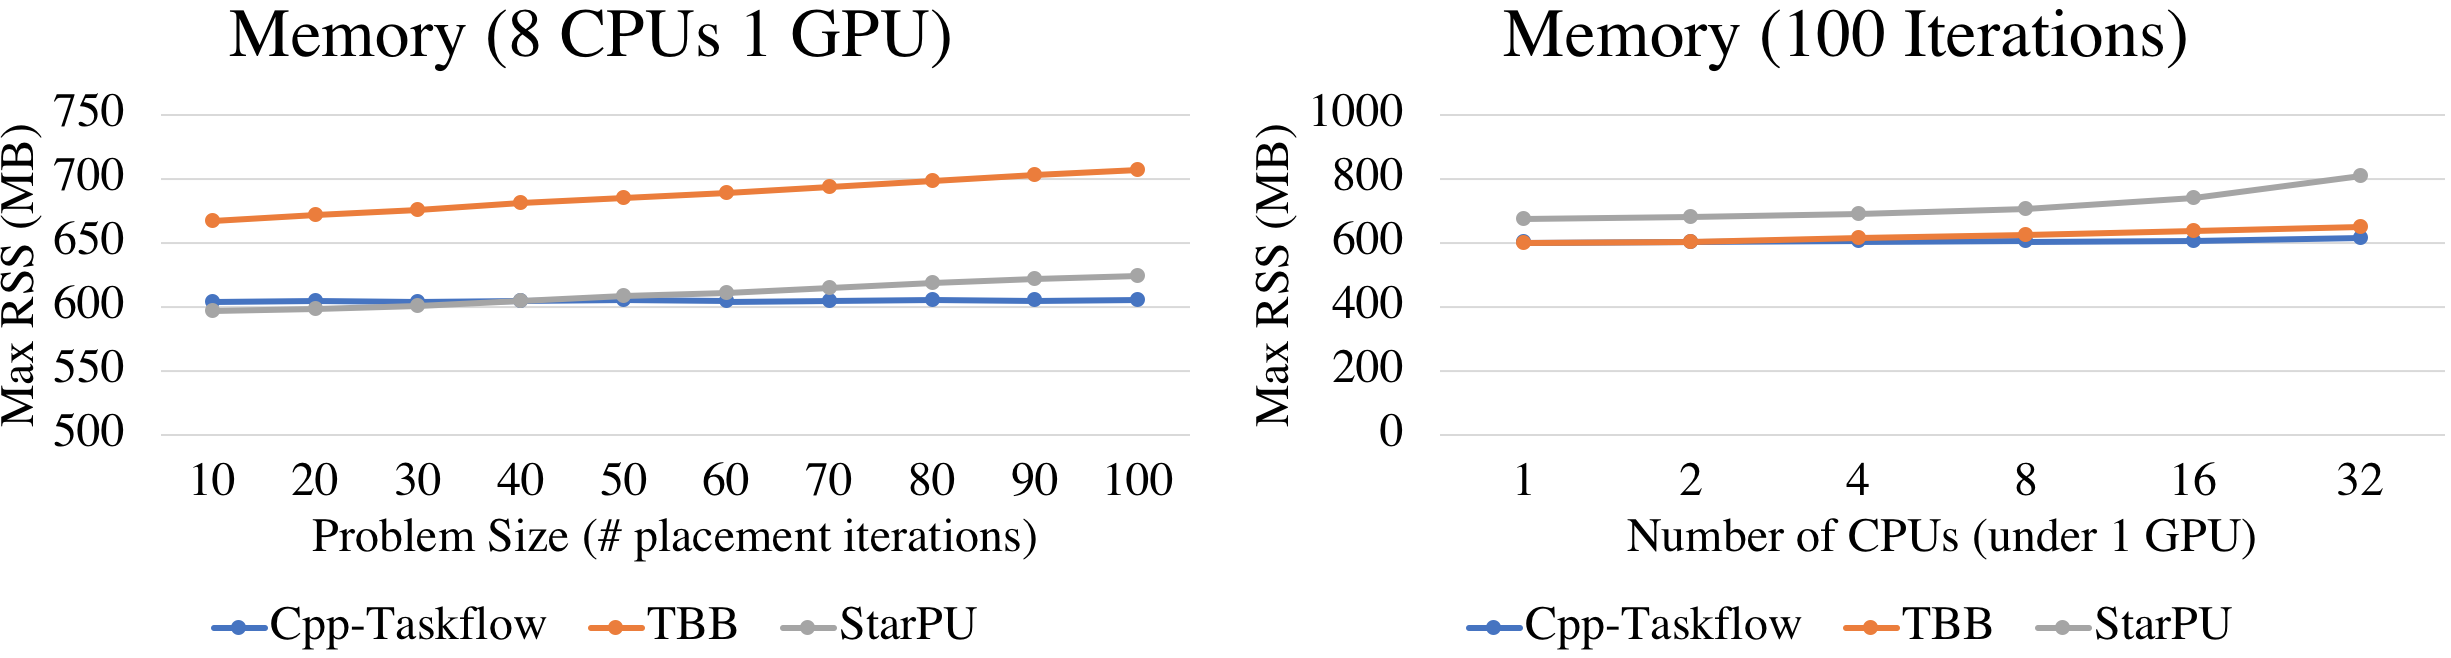 Memory (8 CPUs 1 GPU)
750
700
650
600
550
500
Max RSS (MB)
10 20 30 40 50 60 70 80 90 100
Problem Size (# placement iterations)
Cpp-Taskflow TBB StarPU
Memory (100 Iterations)
1000
800
600
400
200
0
Max RSS (MB)
1 2 4 8 16 32
Number of CPUs (under 1 GPU)
Cpp-Taskflow TBB StarPU